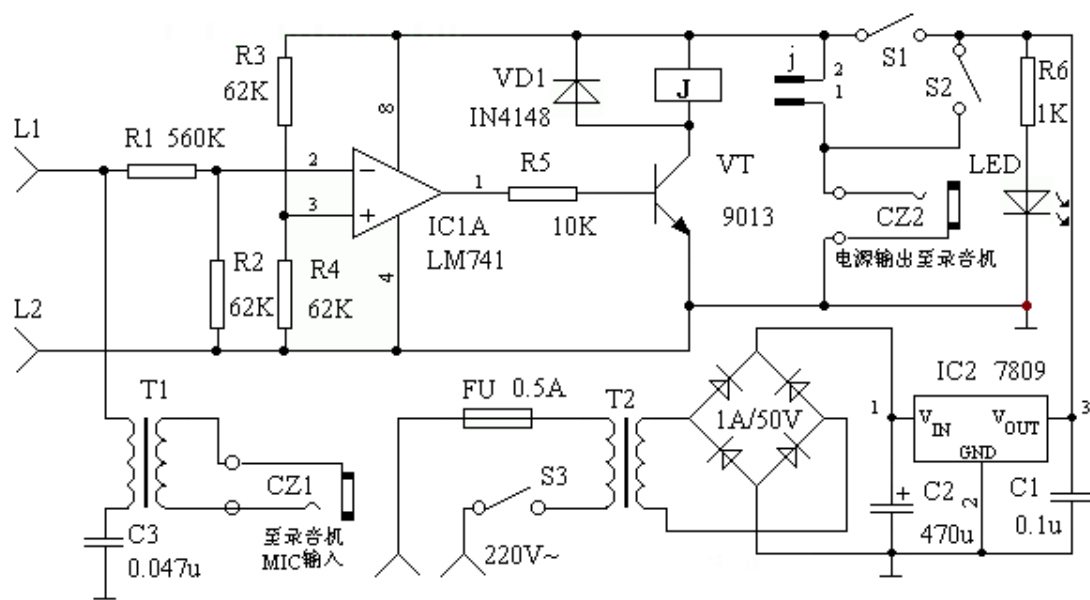 R3
62K
VD1
IN4148
J
j
2
1
S1
S2
R6
1K
L1
R1 560K
2
3
8
1
R5
10K
VT
9013
LED
IC1A
LM741
4
CZ2
电源输出至录音机
R2
62K
R4
62K
L2
T1
FU 0.5A
T2
1A/50V
IC2 7809
1
VIN
VOUT
GND
3
2
CZ1
S3
C2
470u
C1
0.1u
C3
0.047u
至录音机
MIC输入
220V~
+